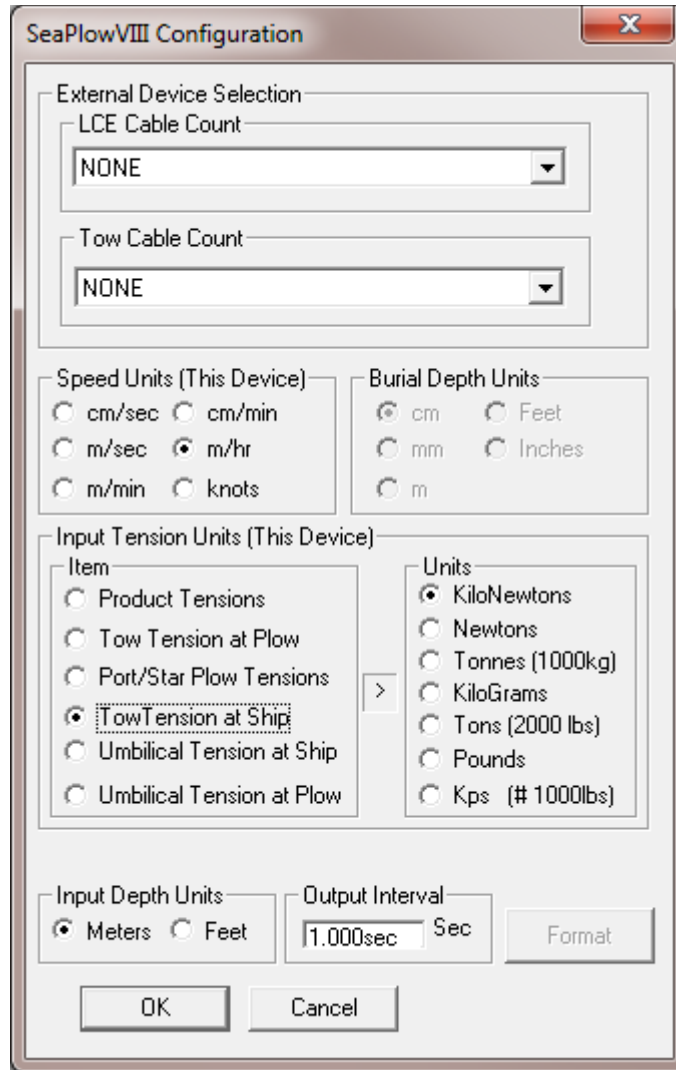 SeaPlowVIII Configuration
External Device Selection
LCE Cable Count
NONE
Tow Cable Count
NONE
Speed Units (This Device)
cm/sec cm/min
m/sec m/hr
m/min knots
Burial Depth Units
cm Feet
mm Inches
m
Input Tension Units (This Device)
Item
Product Tensions
Tow Tension at Plow
Port/Star Plow Tensions
TowTension at Ship
Umbilical Tension at Ship
Umbilical Tension at Plow
>
Units
KiloNewtons
Newtons
Tonnes (1000kg)
KiloGrams
Tons (2000 lbs)
Pounds
Kps (# 1000lbs)
Input Depth Units
Meters Feet
Output Interval
1.000sec Sec
Format
OK Cancel